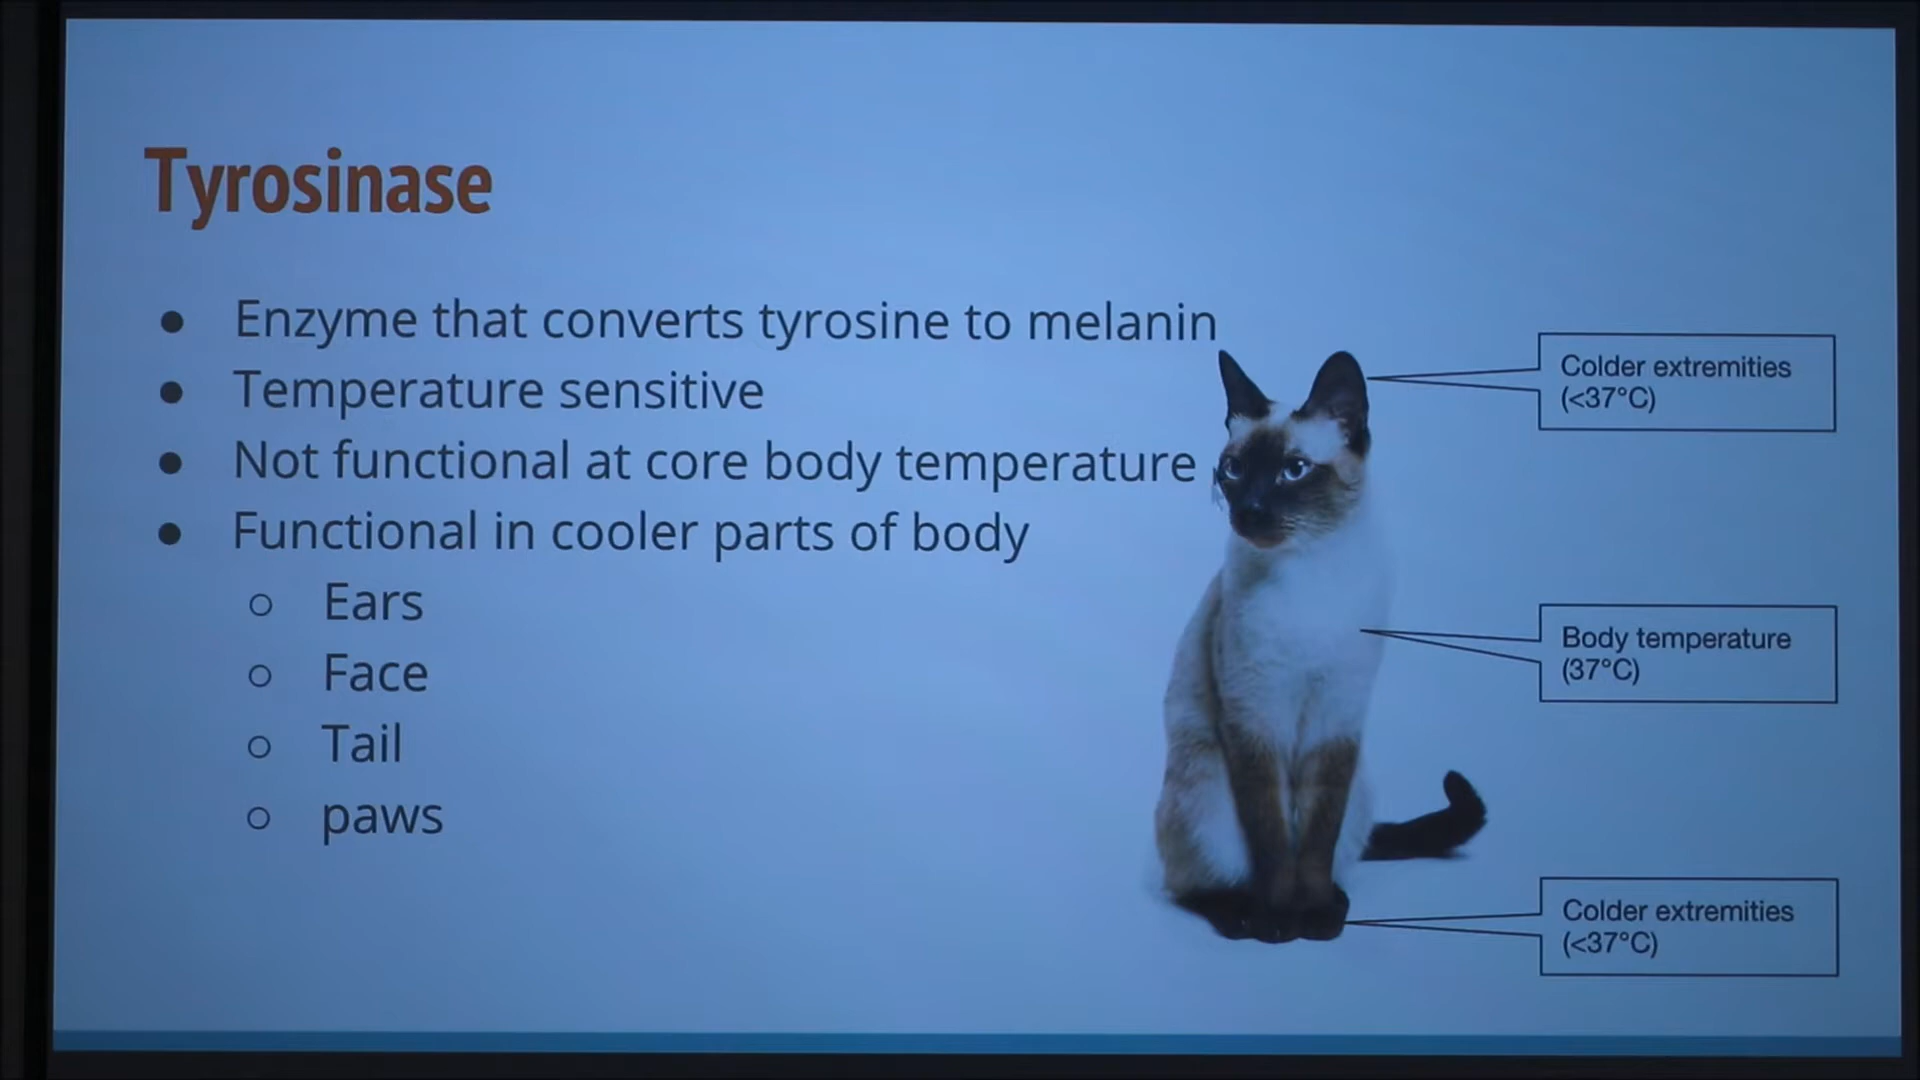 Tyrosinase
● Enzyme that converts tyrosine to melanin
● Temperature sensitive
● Not functional at core body temperature
● Functional in cooler parts of body
○ Ears
○ Face
○ Tail
○ paws
Colder extremities
(<37°C)
Body temperature
(37°C)
Colder extremities
(<37°C)